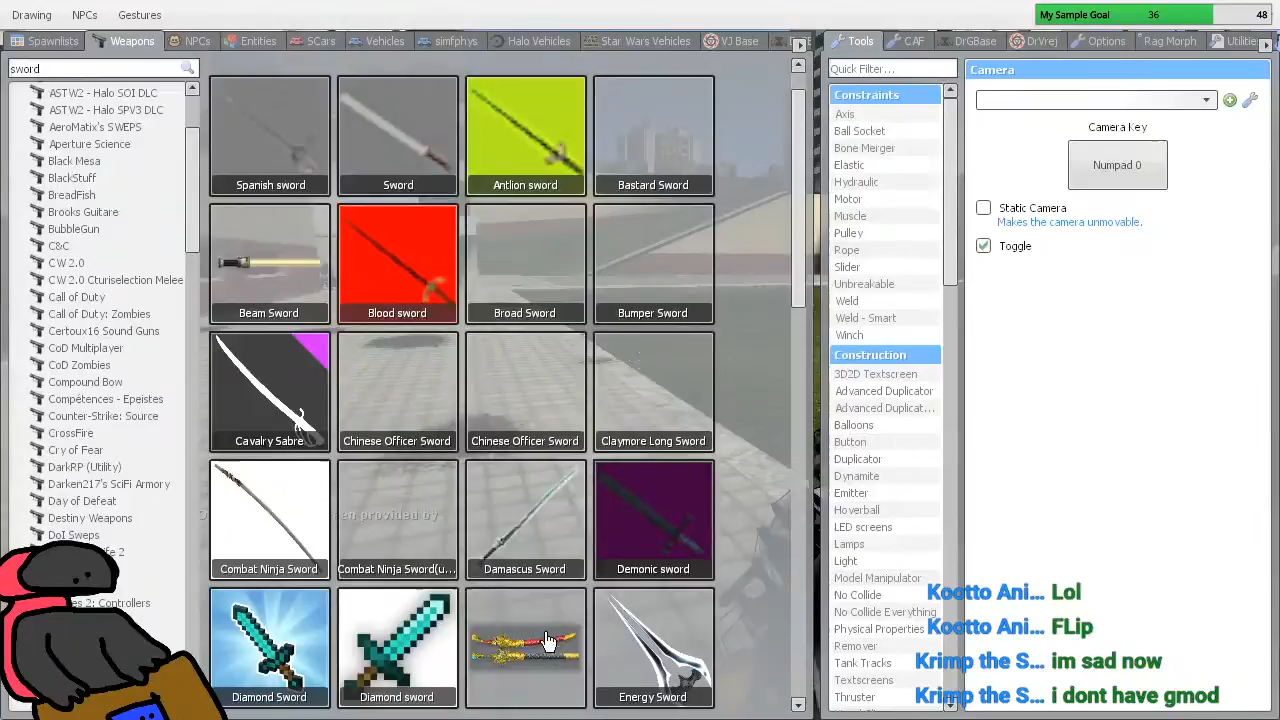 Drawing NPCs Gestures
My Sample Goal 36 48
Spawnlists Weapons NPCs Entities SCars Vehicles simfphys Halo Vehicles Star Wars Vehicles VJ Base
Tools CAF DrGBase DrVrej Options Rag Morph Utilitie
sword
ASTW2 - Halo SOTDLC
ASTW2 - Halo SPV3 DLC
AeroMatix's SWEPS
Aperture Science
Black Mesa
BlackStuff
BreadFish
Brooks Guitare
BubbleGun
C&C
CW 2.0
CW 2.0 Cturiselection Melee
Call of Duty
Call of Duty: Zombies
Certoux16 Sound Guns
CoD Multiplayer
CoD Zombies
Compound Bow
Compétences - Epéistes
Counter-Strike: Source
CrossFire
Cry of Fear
DarkRP (Utility)
Darken217's SciFi Armory
Day of Defeat
Destiny Weapons
DoI Sweps
2
2: Controllers
Spanish sword
Sword
Antlion sword
Bastard Sword
Beam Sword
Blood sword
Broad Sword
Bumper Sword
Cavalry Sabre
Chinese Officer Sword
Chinese Officer Sword
Claymore Long Sword
en provided by
Combat Ninja Sword
Combat Ninja Sword(u...
Damascus Sword
Demonic sword
Diamond Sword
Diamond sword
Energy Sword
Quick Filter...
Constraints
Axis
Ball Socket
Bone Merger
Elastic
Hydraulic
Motor
Muscle
Pulley
Rope
Slider
Unbreakable
Weld
Weld - Smart
Winch
Construction
3D2D Textscreen
Advanced Duplicator
Advanced Duplicat...
Balloons
Button
Duplicator
Dynamite
Emitter
Hoverball
LED screens
Lamps
Light
Model Manipulator
No Collide
No Collide Everything
Physical Properties
Remover
Tank Tracks
Textscreens
Thruster
Camera
Camera Key
Numpad 0
Static Camera
Makes the camera unmovable.
Toggle
Kootto Ani... Lol
Kootto Ani... FLip
Krimp the S... im sad now
Krimp the S... i dont have gmod